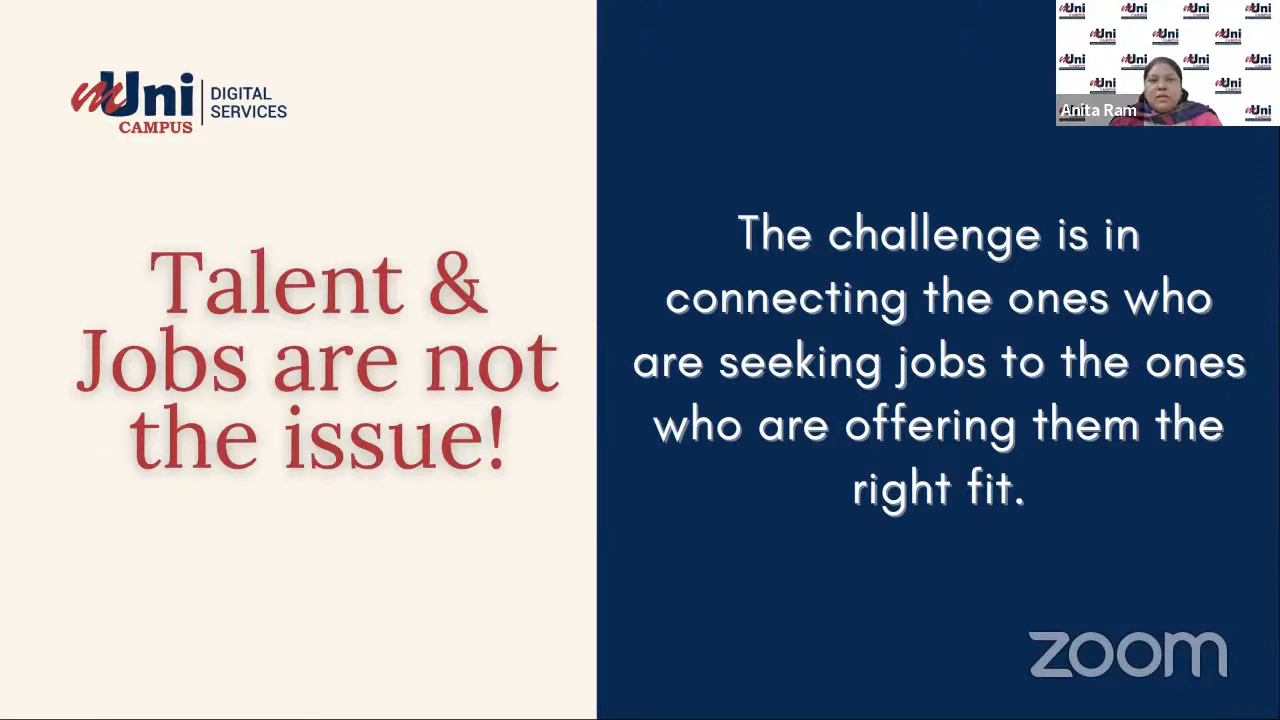 mUni
CAMPUS
DIGITAL
SERVICES
Talent &
Jobs are not
the issue!
The challenge is in
connecting the ones who
are seeking jobs to the ones
who are offering them the
right fit.
Anita Ram
zoom